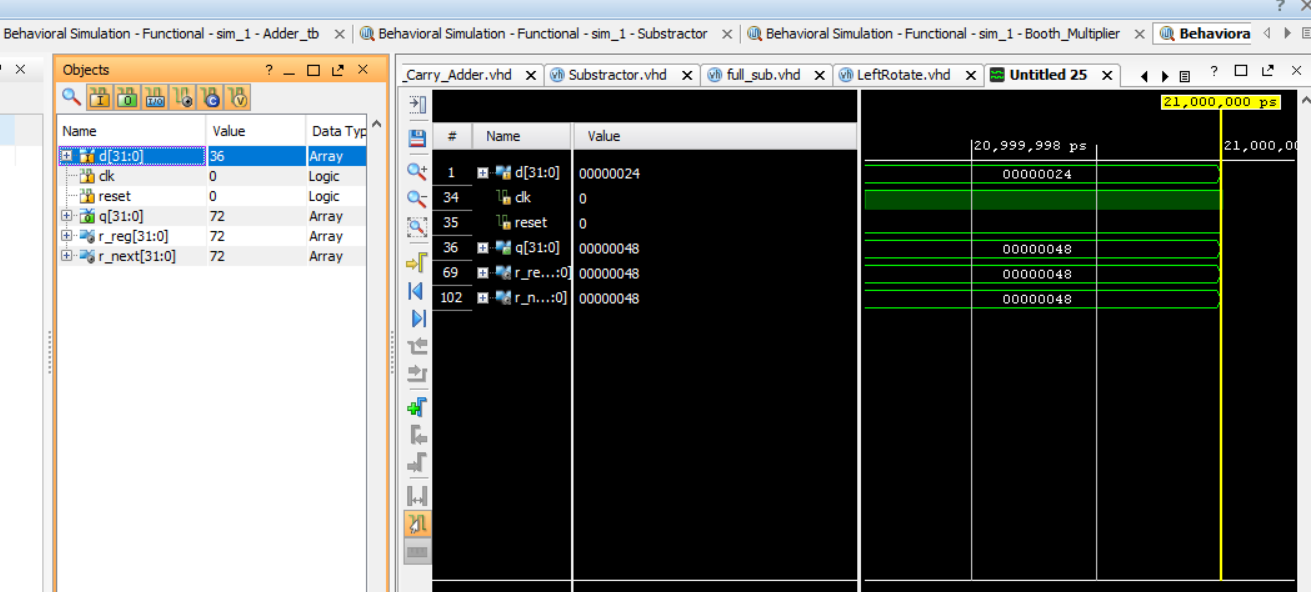 Behavioral Simulation - Functional - sim_1 - Adder_tb
Behavioral Simulation - Functional - sim_1 - Substractor
Behavioral Simulation - Functional - sim_1 - Booth_Multiplier
Behaviora
Objects
_Carry_Adder.vhd
Substractor.vhd
full_sub.vhd
LeftRotate.vhd
Untitled 25
Name Value Data Typ
d[31:0] 36 Array
clk 0 Logic
reset 0 Logic
q[31:0] 72 Array
r_reg[31:0] 72 Array
r_next[31:0] 72 Array
# Name Value
1 d[31:0] 00000024
34 clk 0
35 reset 0
36 q[31:0] 00000048
69 r_re...:0] 00000048
102 r_n...:0] 00000048
21,000,000 ps
20,999,998 ps 21,000,00
00000024
00000048
00000048
00000048